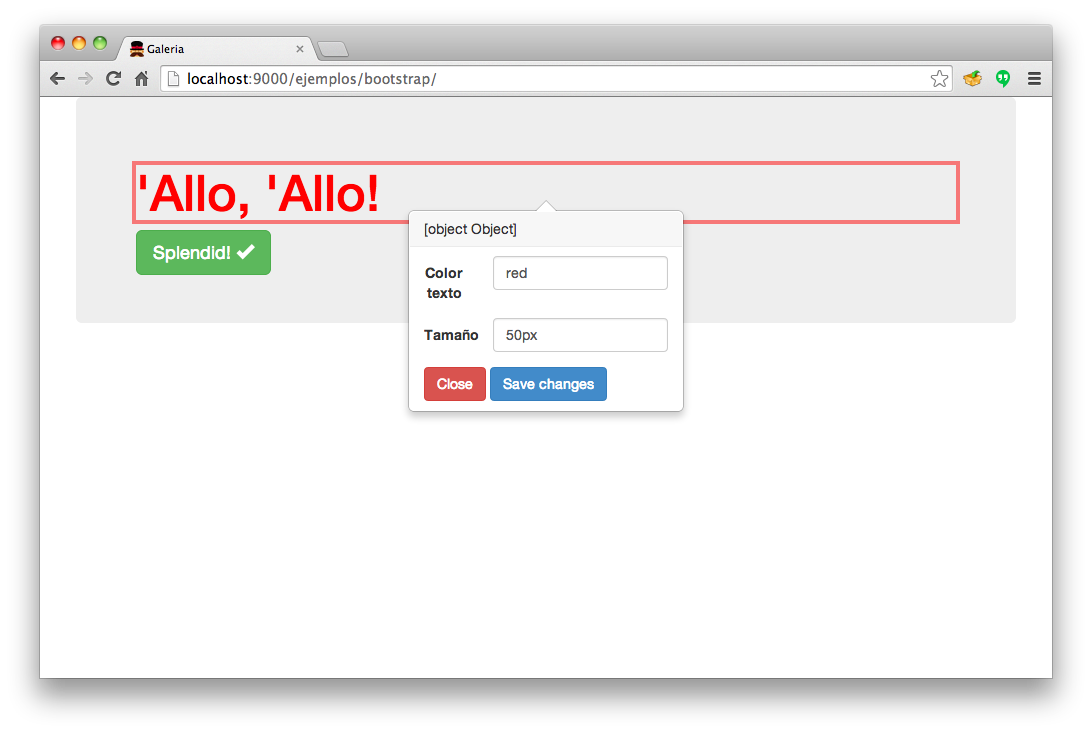 Galeria
localhost:9000/ejemplos/bootstrap/
'Allo, 'Allo!
Splendid!
[object Object]
Color
texto
red
Tamaño
50px
Close
Save changes